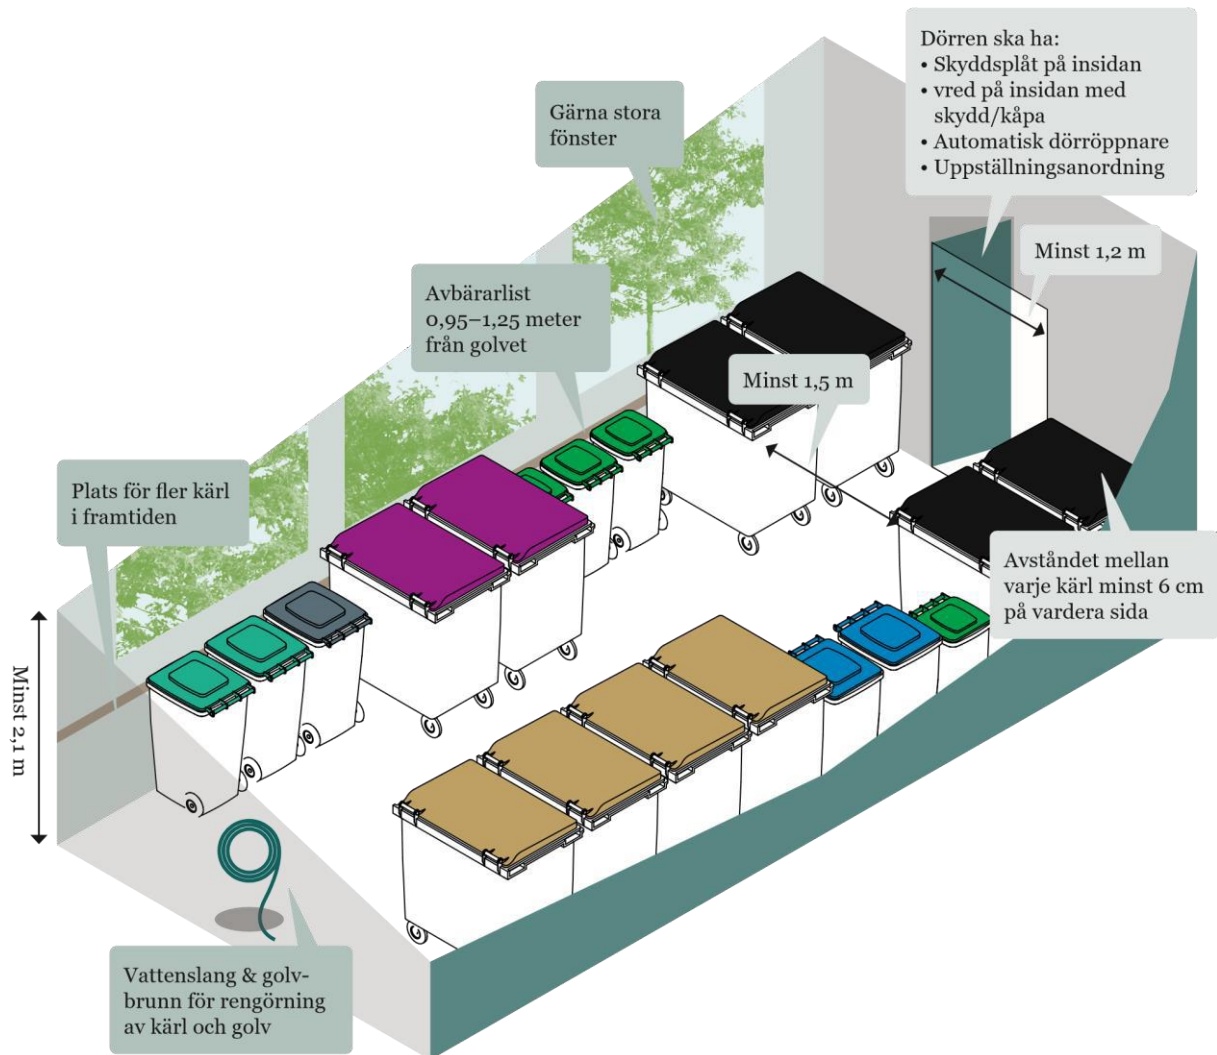 Dörren ska ha:
• Skyddsplåt på insidan
• vred på insidan med
skydd/kåpa
• Automatisk dörröppnare
• Uppställningsanordning
Gärna stora
fönster
Minst 1,2 m
Avbärarlist
0,95–1,25 meter
från golvet
Minst 1,5 m
Plats för fler kärl
i framtiden
Avståndet mellan
varje kärl minst 6 cm
på vardera sida
Minst 2,1 m
Vattenslang & golv-
brunn för rengörning
av kärl och golv